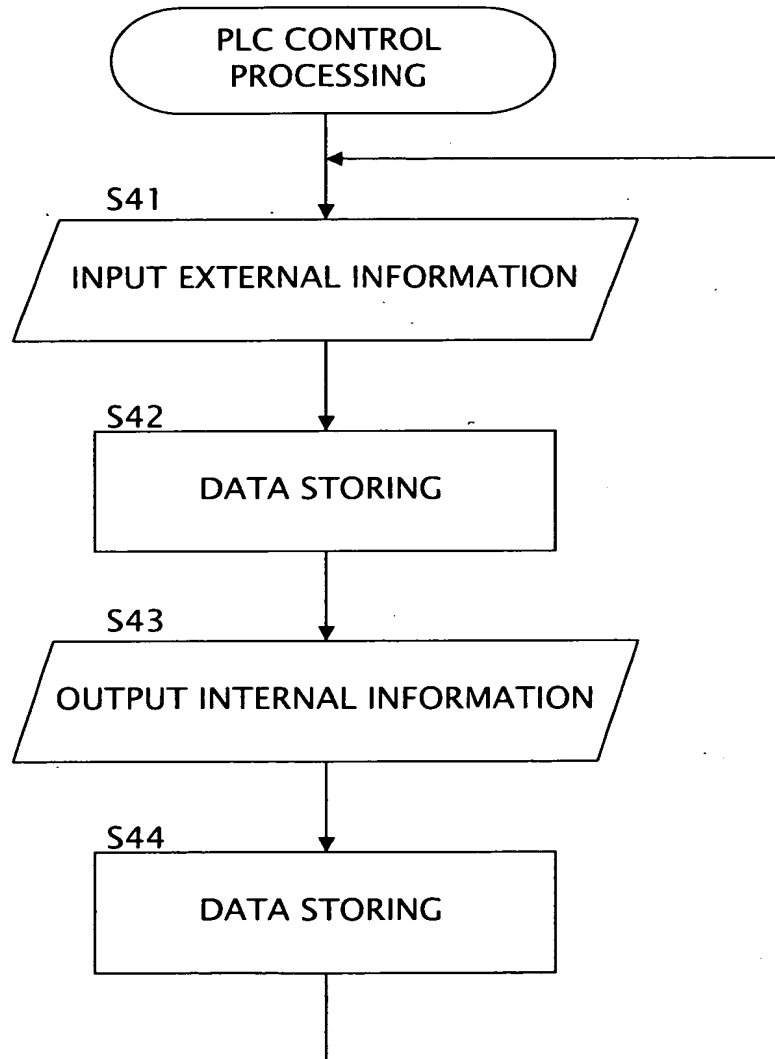 PLC CONTROL
PROCESSING
S41
INPUT EXTERNAL INFORMATION
S42
DATA STORING
S43
OUTPUT INTERNAL INFORMATION
S44
DATA STORING